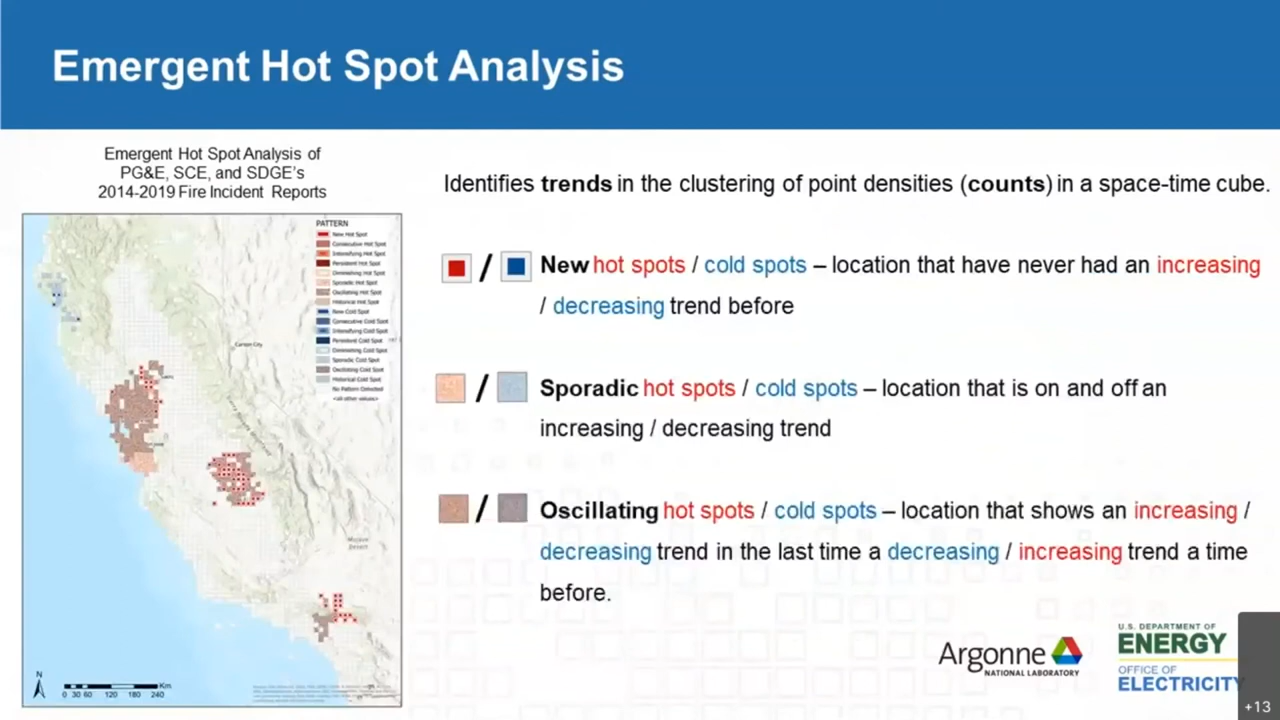 Emergent Hot Spot Analysis
Emergent Hot Spot Analysis of
PG&E, SCE, and SDGE's
2014-2019 Fire Incident Reports
PATTERN
New Hot Spot
Consecutive Hot Spot
Intensifying Hot Spot
Persistent Hot Spot
Diminishing Hot Spot
Sporadic Hot Spot
Oscillating Hot Spot
Historical Hot Spot
New Cold Spot
Consecutive Cold Spot
Intensifying Cold Spot
Persistent Cold Spot
Diminishing Cold Spot
Sporadic Cold Spot
Oscillating Cold Spot
Historical Cold Spot
No Pattern Detected
<all other values>
Carson City
N
0 30 60 120 180 240
Km
Identifies trends in the clustering of point densities (counts) in a space-time cube.
/ New hot spots / cold spots – location that have never had an increasing
/ decreasing trend before
/ Sporadic hot spots / cold spots – location that is on and off an
increasing / decreasing trend
/ Oscillating hot spots / cold spots – location that shows an increasing /
decreasing trend in the last time a decreasing / increasing trend a time
before.
Argonne
NATIONAL LABORATORY
U.S. DEPARTMENT OF
ENERGY
OFFICE OF
ELECTRICITY
+13